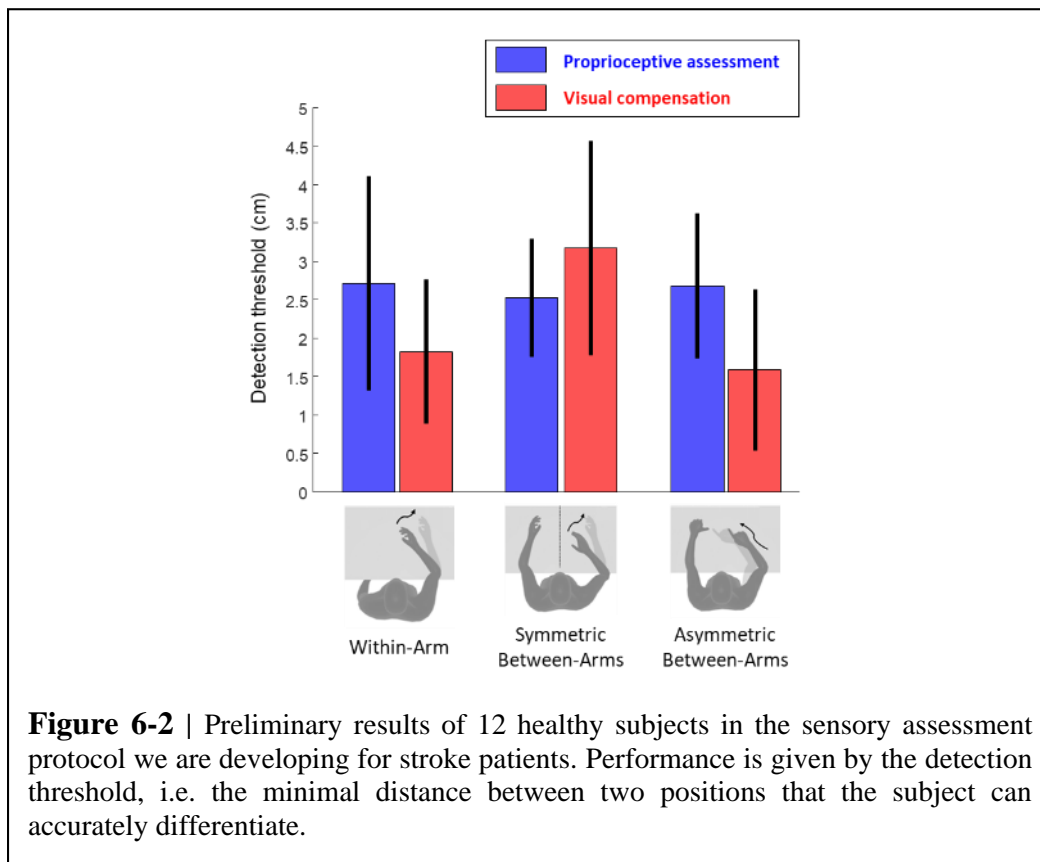 Proprioceptive assessment
Visual compensation
5
4.5
4
3.5
3
2.5
2
1.5
1
0.5
0
Detection threshold (cm)
Within-Arm
Symmetric
Between-Arms
Asymmetric
Between-Arms
Figure 6-2 | Preliminary results of 12 healthy subjects in the sensory assessment
protocol we are developing for stroke patients. Performance is given by the detection
threshold, i.e. the minimal distance between two positions that the subject can
accurately differentiate.